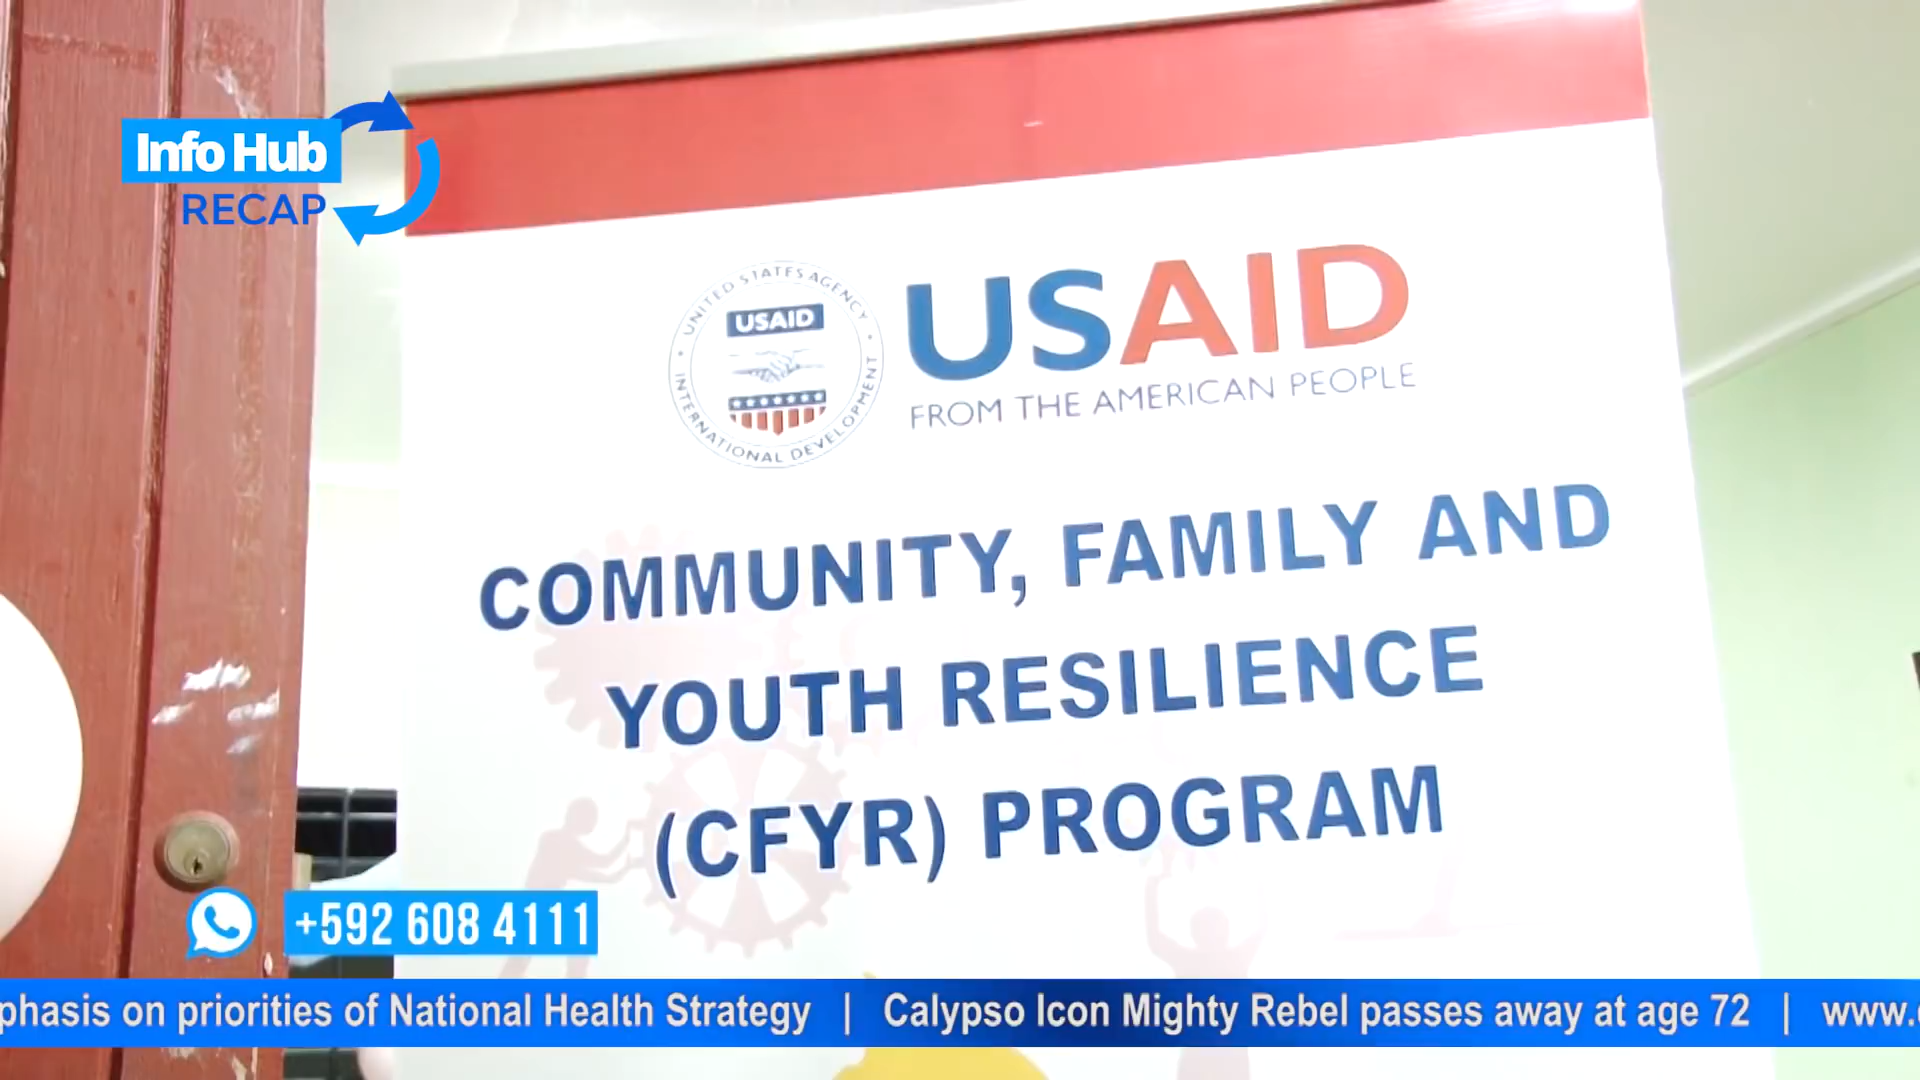 Info Hub
RECAP
UNITED STATES AGENCY
INTERNATIONAL DEVELOPMENT
USAID
USAID
FROM THE AMERICAN PEOPLE
COMMUNITY, FAMILY AND
YOUTH RESILIENCE
(CFYR) PROGRAM
+592 608 4111
on priorities of National Health Strategy | Calypso Icon Mighty Rebel passes away at age 72 | www.